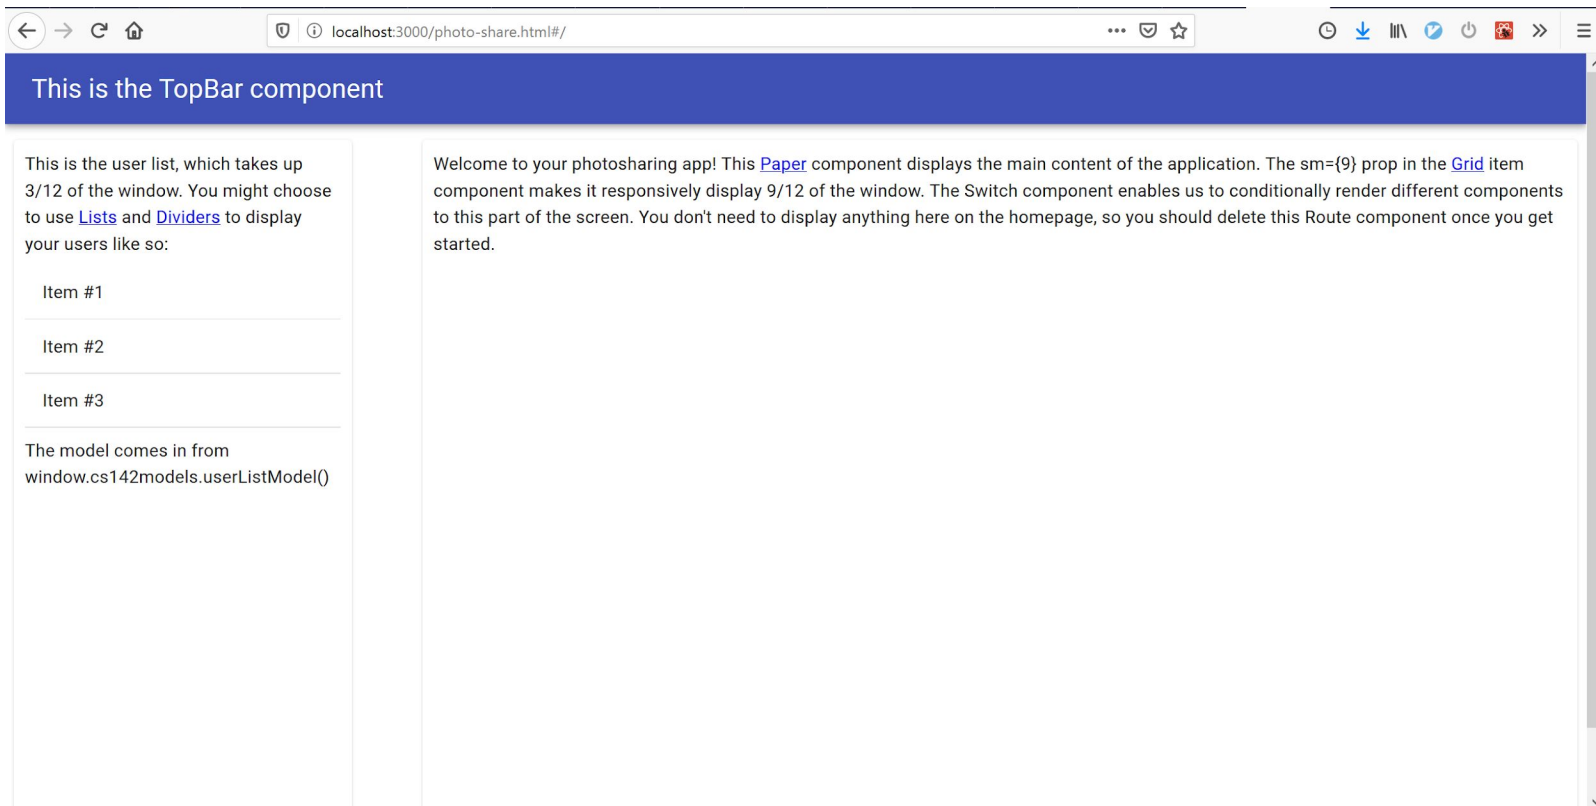 localhost:3000/photo-share.html#/
This is the TopBar component
This is the user list, which takes up
3/12 of the window. You might choose
to use Lists and Dividers to display
your users like so:
Item #1
Item #2
Item #3
The model comes in from
window.cs142models.userListModel()
Welcome to your photosharing app! This Paper component displays the main content of the application. The sm={9} prop in the Grid item
component makes it responsively display 9/12 of the window. The Switch component enables us to conditionally render different components
to this part of the screen. You don't need to display anything here on the homepage, so you should delete this Route component once you get
started.